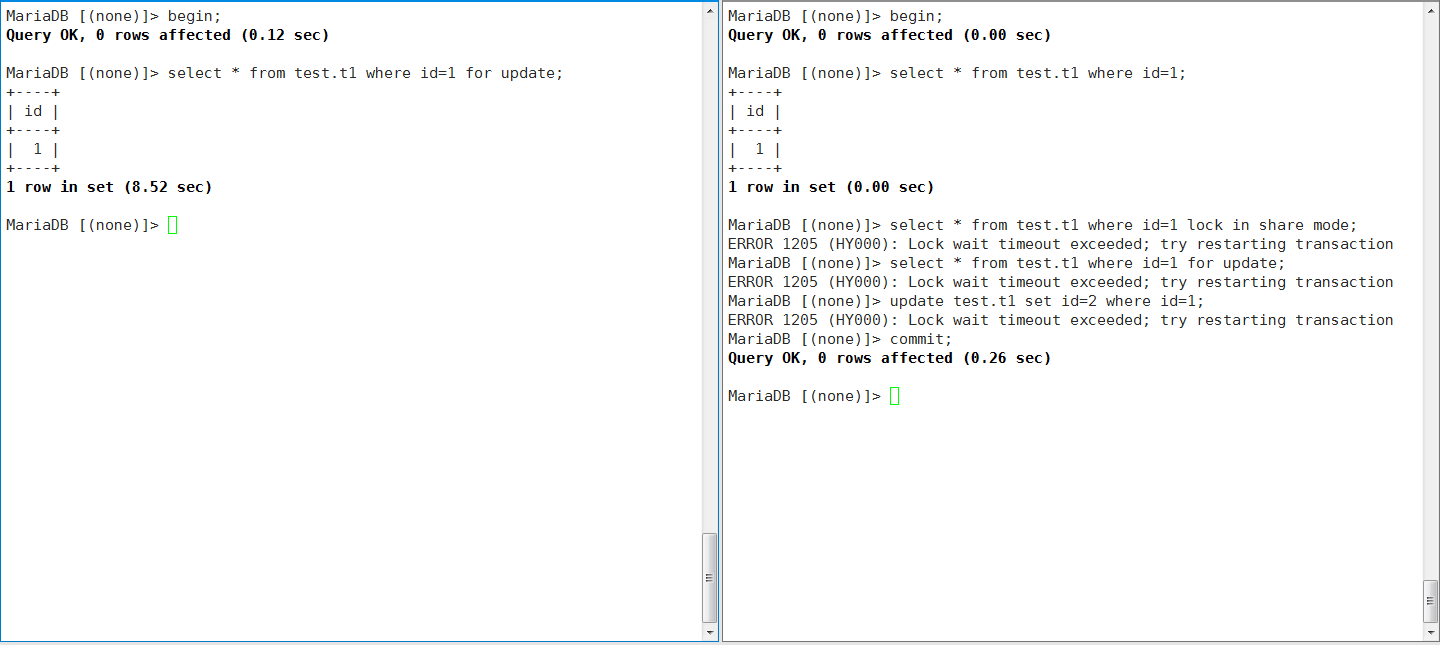 MariaDB [(none)]> begin;
Query OK, 0 rows affected (0.12 sec)

MariaDB [(none)]> select * from test.t1 where id=1 for update;
+----+
| id |
+----+
|  1 |
+----+
1 row in set (8.52 sec)

MariaDB [(none)]>

MariaDB [(none)]> begin;
Query OK, 0 rows affected (0.00 sec)

MariaDB [(none)]> select * from test.t1 where id=1;
+----+
| id |
+----+
|  1 |
+----+
1 row in set (0.00 sec)

MariaDB [(none)]> select * from test.t1 where id=1 lock in share mode;
ERROR 1205 (HY000): Lock wait timeout exceeded; try restarting transaction
MariaDB [(none)]> select * from test.t1 where id=1 for update;
ERROR 1205 (HY000): Lock wait timeout exceeded; try restarting transaction
MariaDB [(none)]> update test.t1 set id=2 where id=1;
ERROR 1205 (HY000): Lock wait timeout exceeded; try restarting transaction
MariaDB [(none)]> commit;
Query OK, 0 rows affected (0.26 sec)

MariaDB [(none)]>